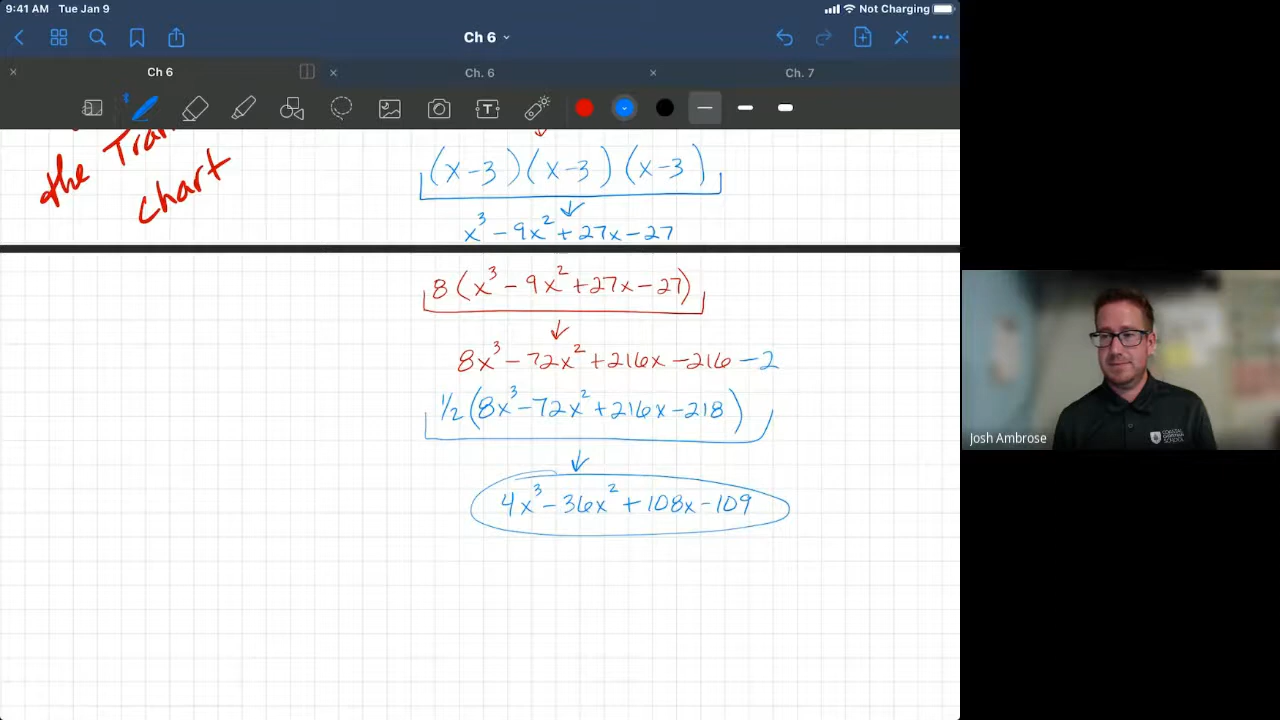 9:41 AM Tue Jan 9
Not Charging
Ch 6
Ch 6
Ch. 6
Ch. 7
the
chart
(x-3)(x-3)(x-3)
x³ - 9x² + 27x - 27
8(x³ - 9x² + 27x - 27)
8x³ - 72x² + 216x - 216 - 2
1/2(8x³ - 72x² + 216x - 218)
4x³ - 36x² + 108x - 109
Josh Ambrose